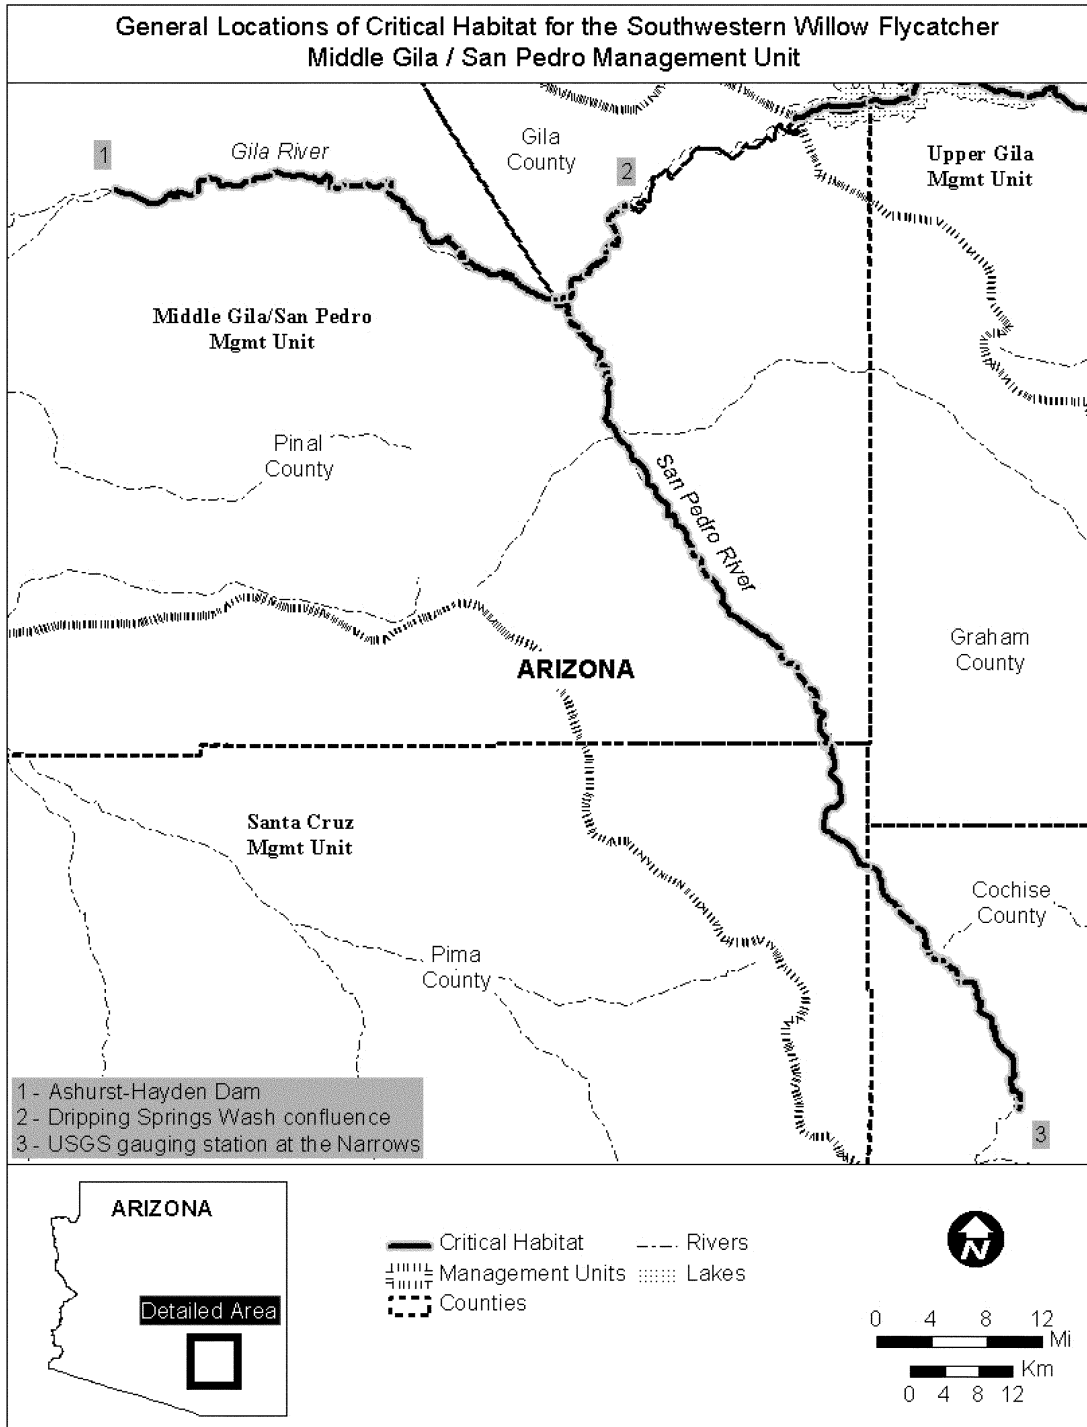 General Locations of Critical Habitat for the Southwestern Willow Flycatcher
Middle Gila / San Pedro Management Unit
1
Gila River
Gila
County
2
Upper Gila
Mgmt Unit
Middle Gila/San Pedro
Mgmt Unit
Pinal
County
San Pedro River
Graham
County
ARIZONA
Santa Cruz
Mgmt Unit
Cochise
County
Pima
County
1 - Ashurst-Hayden Dam
2 - Dripping Springs Wash confluence
3 - USGS gauging station at the Narrows
3
ARIZONA
Detailed Area
Critical Habitat
Rivers
Management Units
Lakes
Counties
N
0 4 8 12
Mi
Km
0 4 8 12